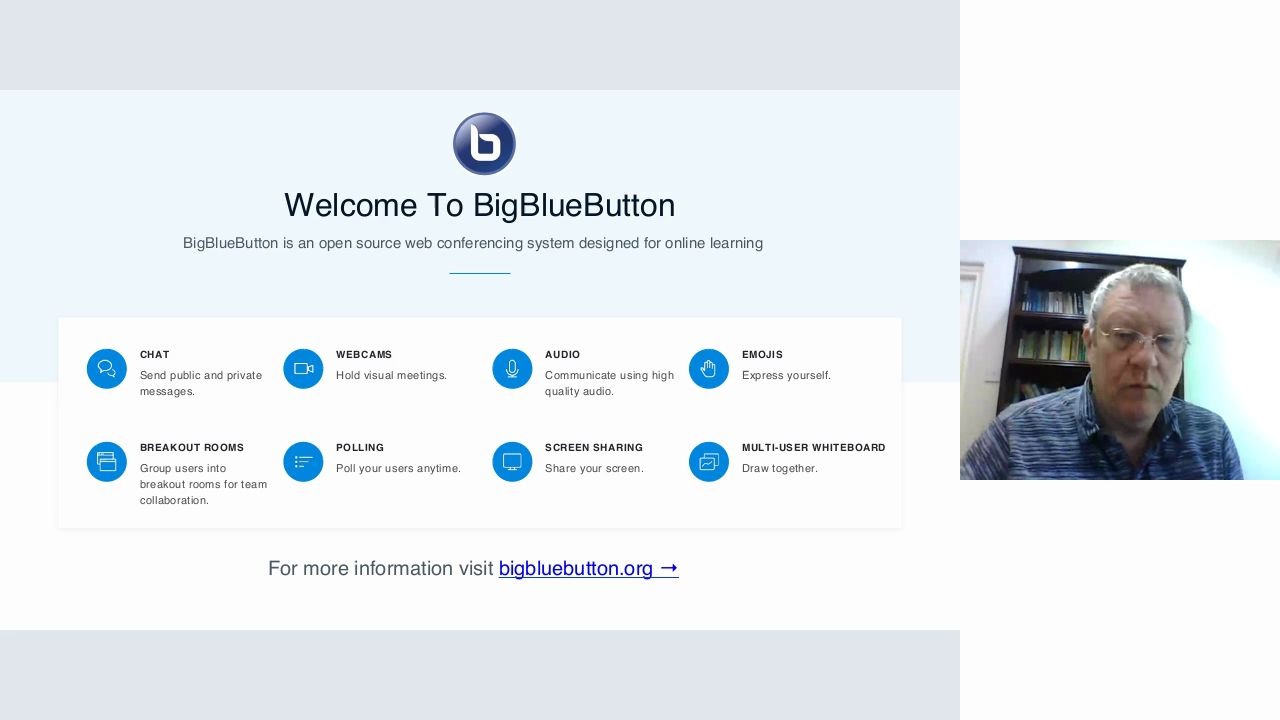 Welcome To BigBlueButton
BigBlueButton is an open source web conferencing system designed for online learning
CHAT
Send public and private
messages.
WEBCAMS
Hold visual meetings.
AUDIO
Communicate using high
quality audio.
EMOJIS
Express yourself.
BREAKOUT ROOMS
Group users into
breakout rooms for team
collaboration.
POLLING
Poll your users anytime.
SCREEN SHARING
Share your screen.
MULTI-USER WHITEBOARD
Draw together.
For more information visit bigbluebutton.org →